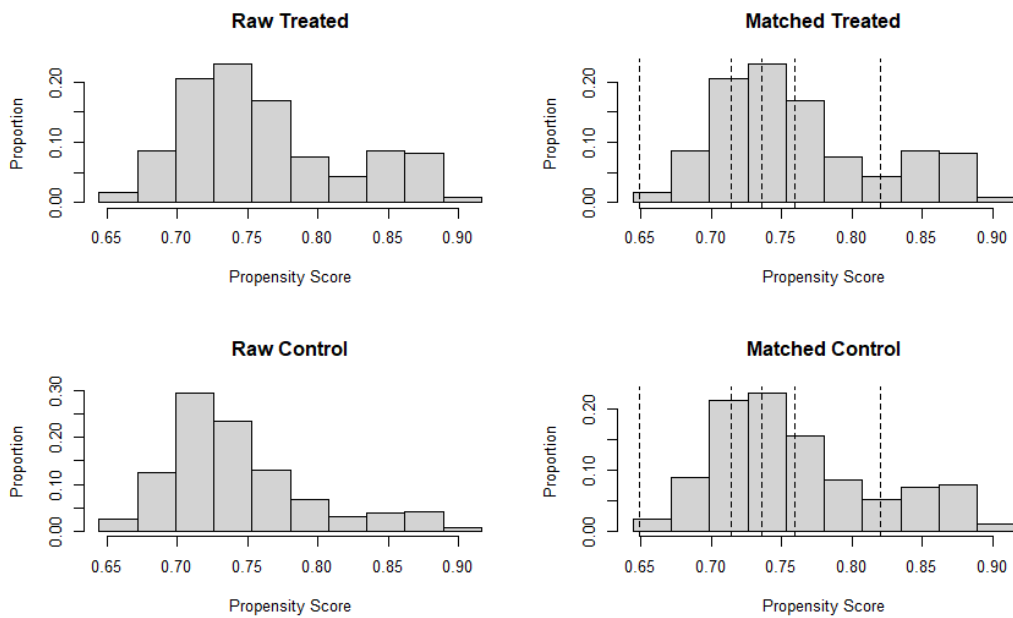 Raw Treated
Proportion
0.00 0.10 0.20
0.65 0.70 0.75 0.80 0.85 0.90
Propensity Score
Matched Treated
Proportion
0.00 0.10 0.20
0.65 0.70 0.75 0.80 0.85 0.90
Propensity Score
Raw Control
Proportion
0.00 0.10 0.20 0.30
0.65 0.70 0.75 0.80 0.85 0.90
Propensity Score
Matched Control
Proportion
0.00 0.10 0.20
0.65 0.70 0.75 0.80 0.85 0.90
Propensity Score